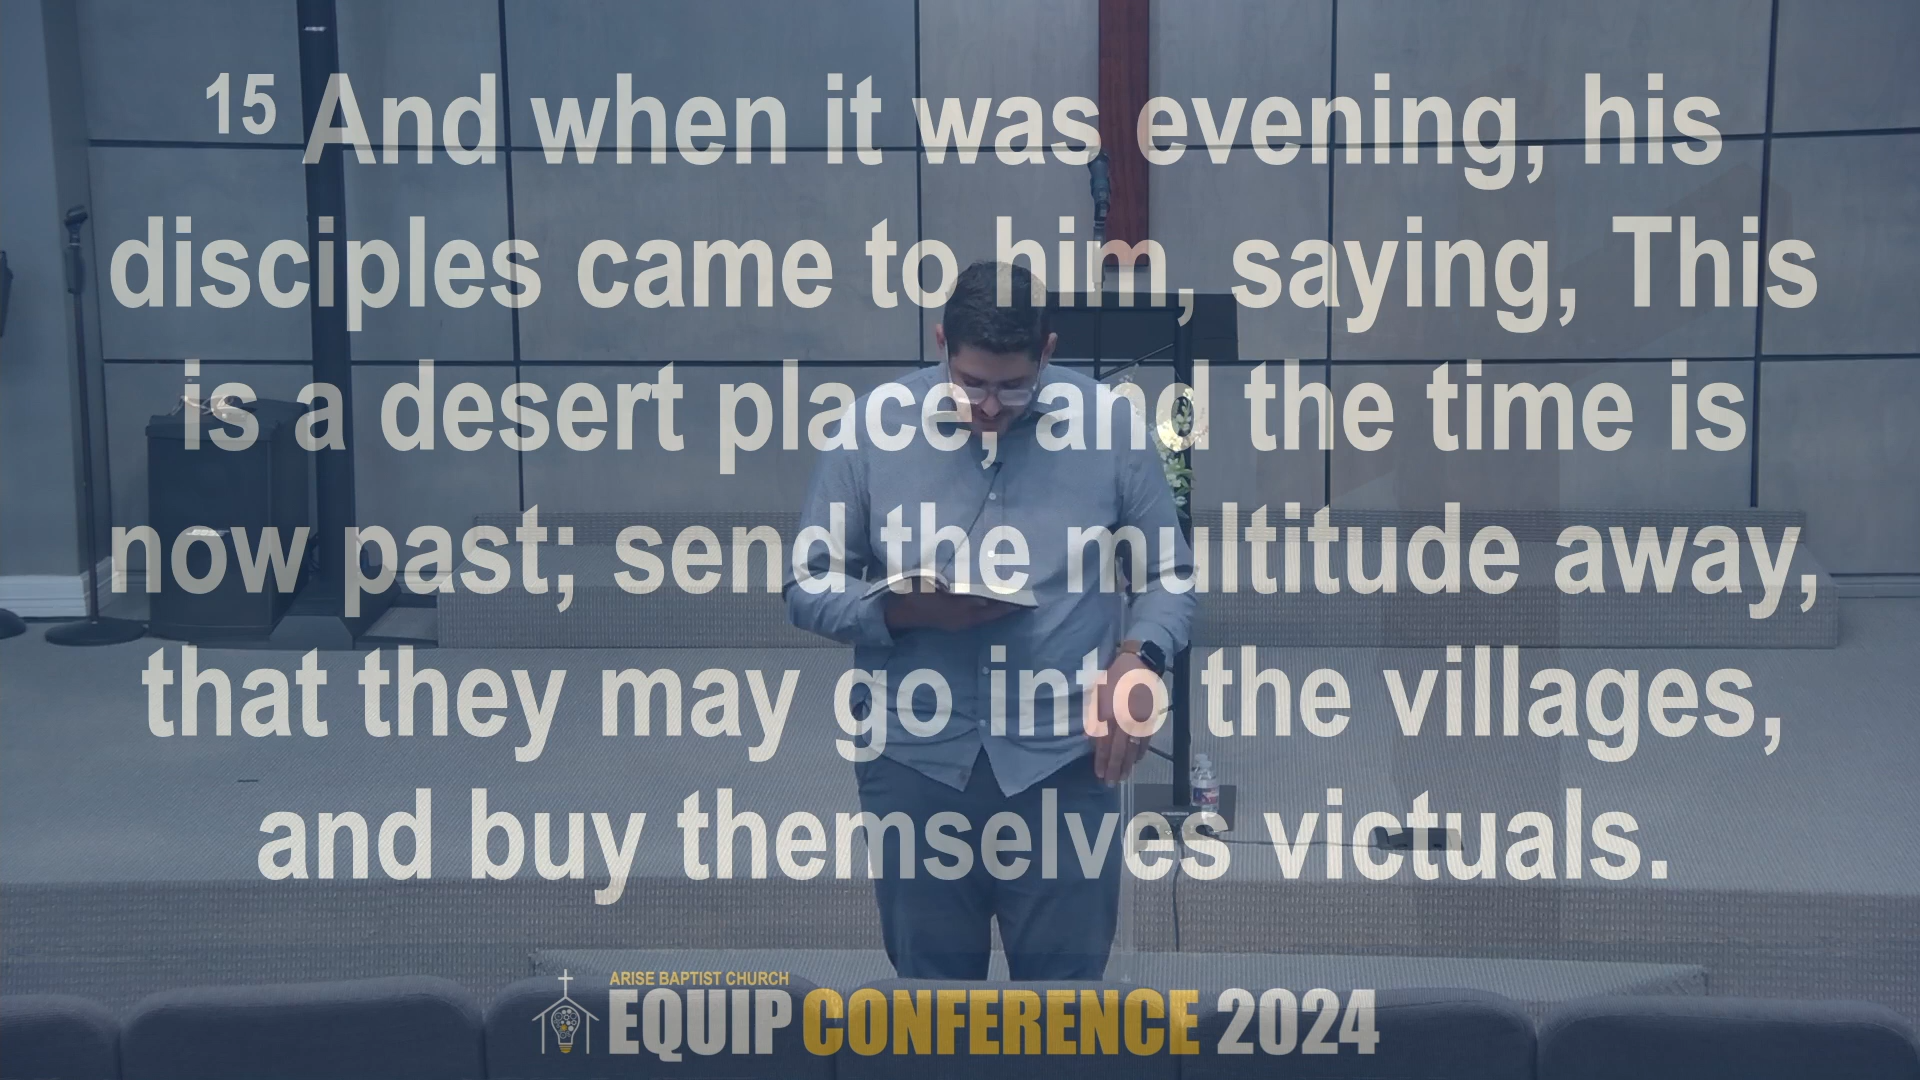 15 And when it was evening, his
disciples came to him, saying, This
is a desert place, and the time is
now past; send the multitude away,
that they may go into the villages,
and buy themselves victuals.
ARISE BAPTIST CHURCH
EQUIP CONFERENCE 2024